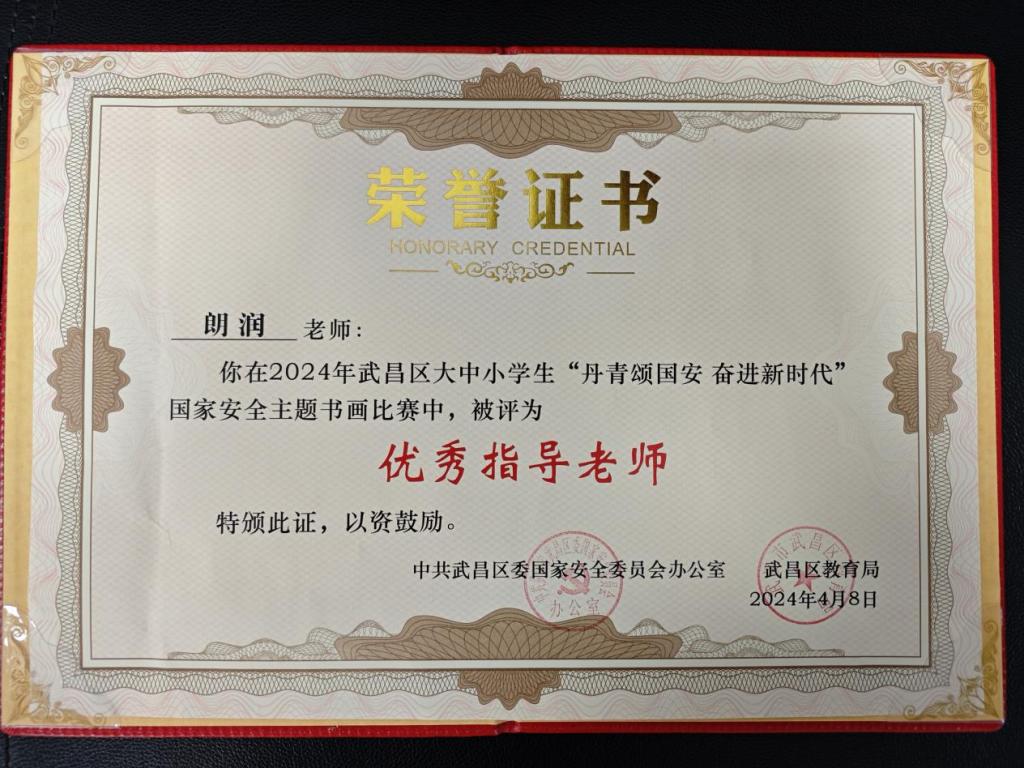 荣誉证书
HONORARY CREDENTIAL
朗润 老师：
你在2024年武昌区大中小学生“丹青颂国安 奋进新时代”
国家安全主题书画比赛中，被评为
优秀指导老师
特颁此证，以资鼓励。
中共武昌区委国家安全委员会办公室 武昌区教育局
2024年4月8日
办公室